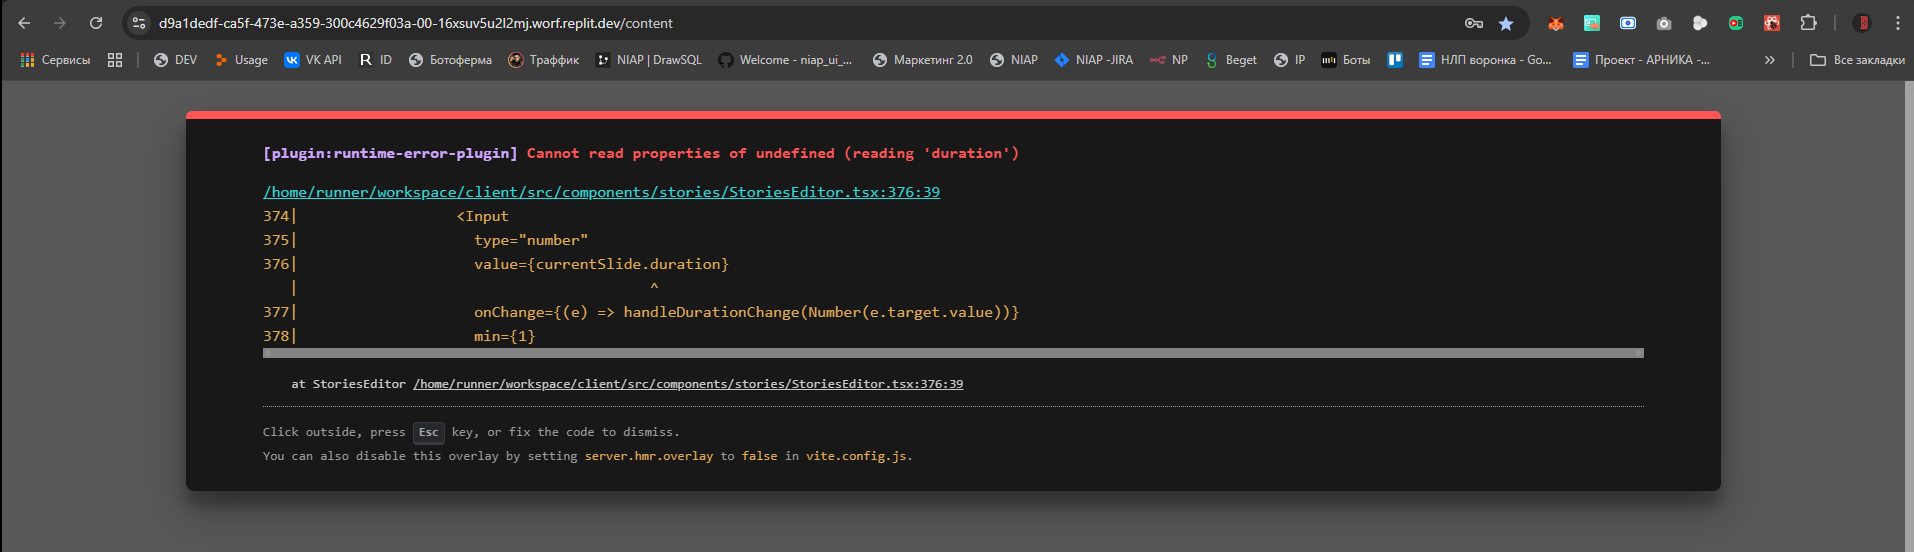 d9a1dedf-ca5f-473e-a359-300c4629f03a-00-16xsuv5u2l2mj.worf.replit.dev/content
Сервисы DEV Usage VK API ID Ботоферма Траффик NIAP | DrawSQL Welcome - niap_ui_... Маркетинг 2.0 NIAP NIAP -JIRA NP Beget IP Боты НЛП воронка - Go... Проект - АРНИКА -... » Все закладки
[plugin:runtime-error-plugin] Cannot read properties of undefined (reading 'duration')
/home/runner/workspace/client/src/components/stories/StoriesEditor.tsx:376:39
374| <Input
375| type="number"
376| value={currentSlide.duration}
| ^
377| onChange={(e) => handleDurationChange(Number(e.target.value))}
378| min={1}
at StoriesEditor /home/runner/workspace/client/src/components/stories/StoriesEditor.tsx:376:39
Click outside, press Esc key, or fix the code to dismiss.
You can also disable this overlay by setting server.hmr.overlay to false in vite.config.js.